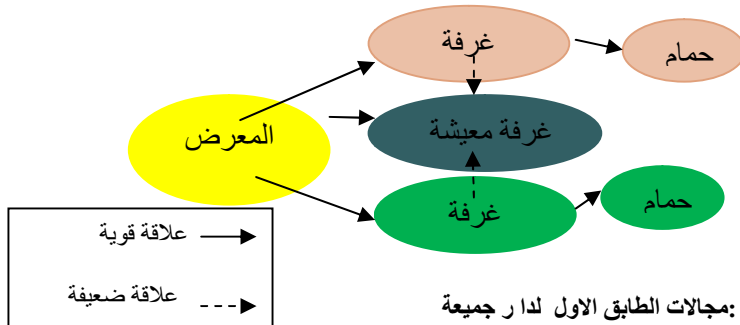 غرفة
حمام
غرفة معيشة
المعرض
غرفة
حمام
علاقة قوية
علاقة ضعيفة
مجالات الطابق الاول لدا ر جميعة: